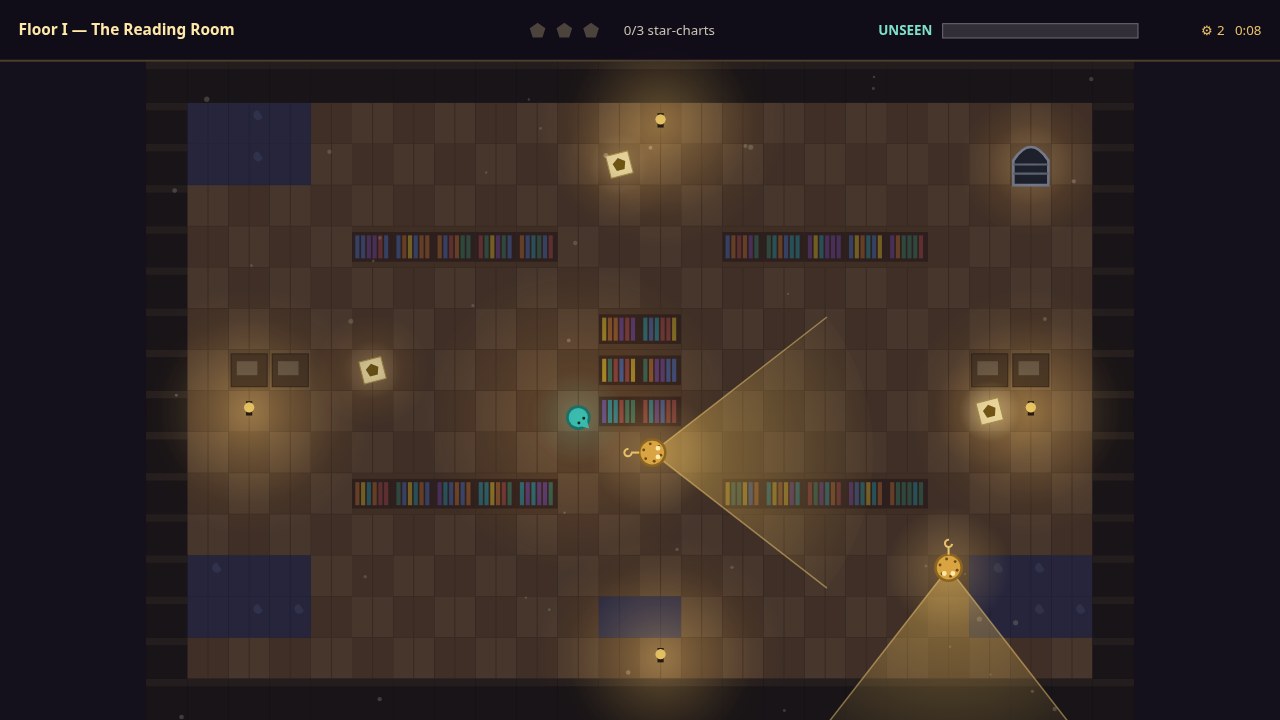 Floor I — The Reading Room
0/3 star-charts
UNSEEN
⚙ 2 0:08